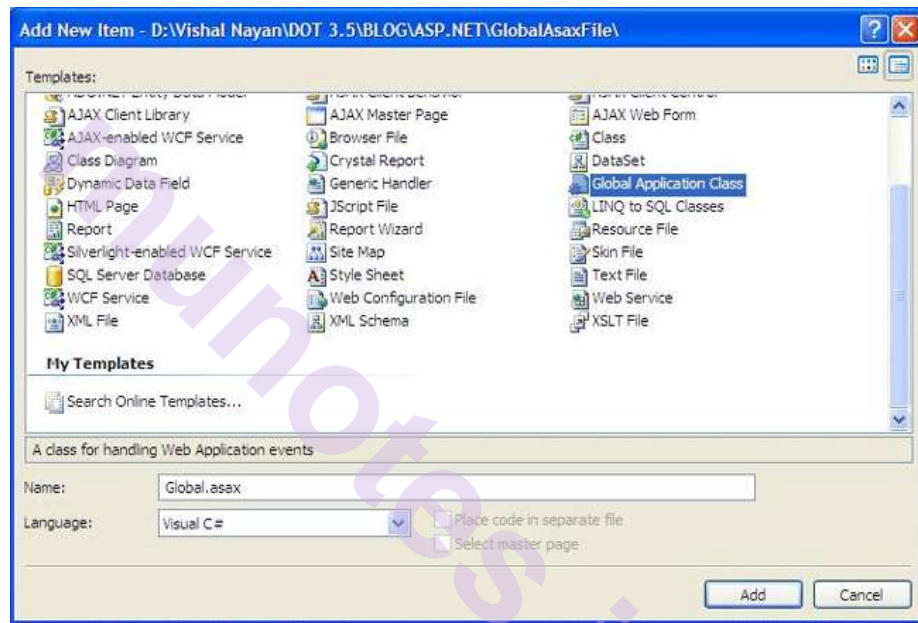 Add New Item - D:\Vishal Nayan\DOT 3.5\BLOG\ASP.NET\GlobalAsaxFile\
Templates:
AJAX Client Library
AJAX Master Page
AJAX Web Form
AJAX-enabled WCF Service
Browser File
Class
Class Diagram
Crystal Report
DataSet
Dynamic Data Field
Generic Handler
Global Application Class
HTML Page
JScript File
LINQ to SQL Classes
Report
Report Wizard
Resource File
Silverlight-enabled WCF Service
Site Map
Skin File
SQL Server Database
Style Sheet
Text File
WCF Service
Web Configuration File
Web Service
XML File
XML Schema
XSLT File
My Templates
Search Online Templates...
A class for handling Web Application events
Name: Global.asax
Language: Visual C#
Place code in separate file
Select master page
Add Cancel
munotes.i